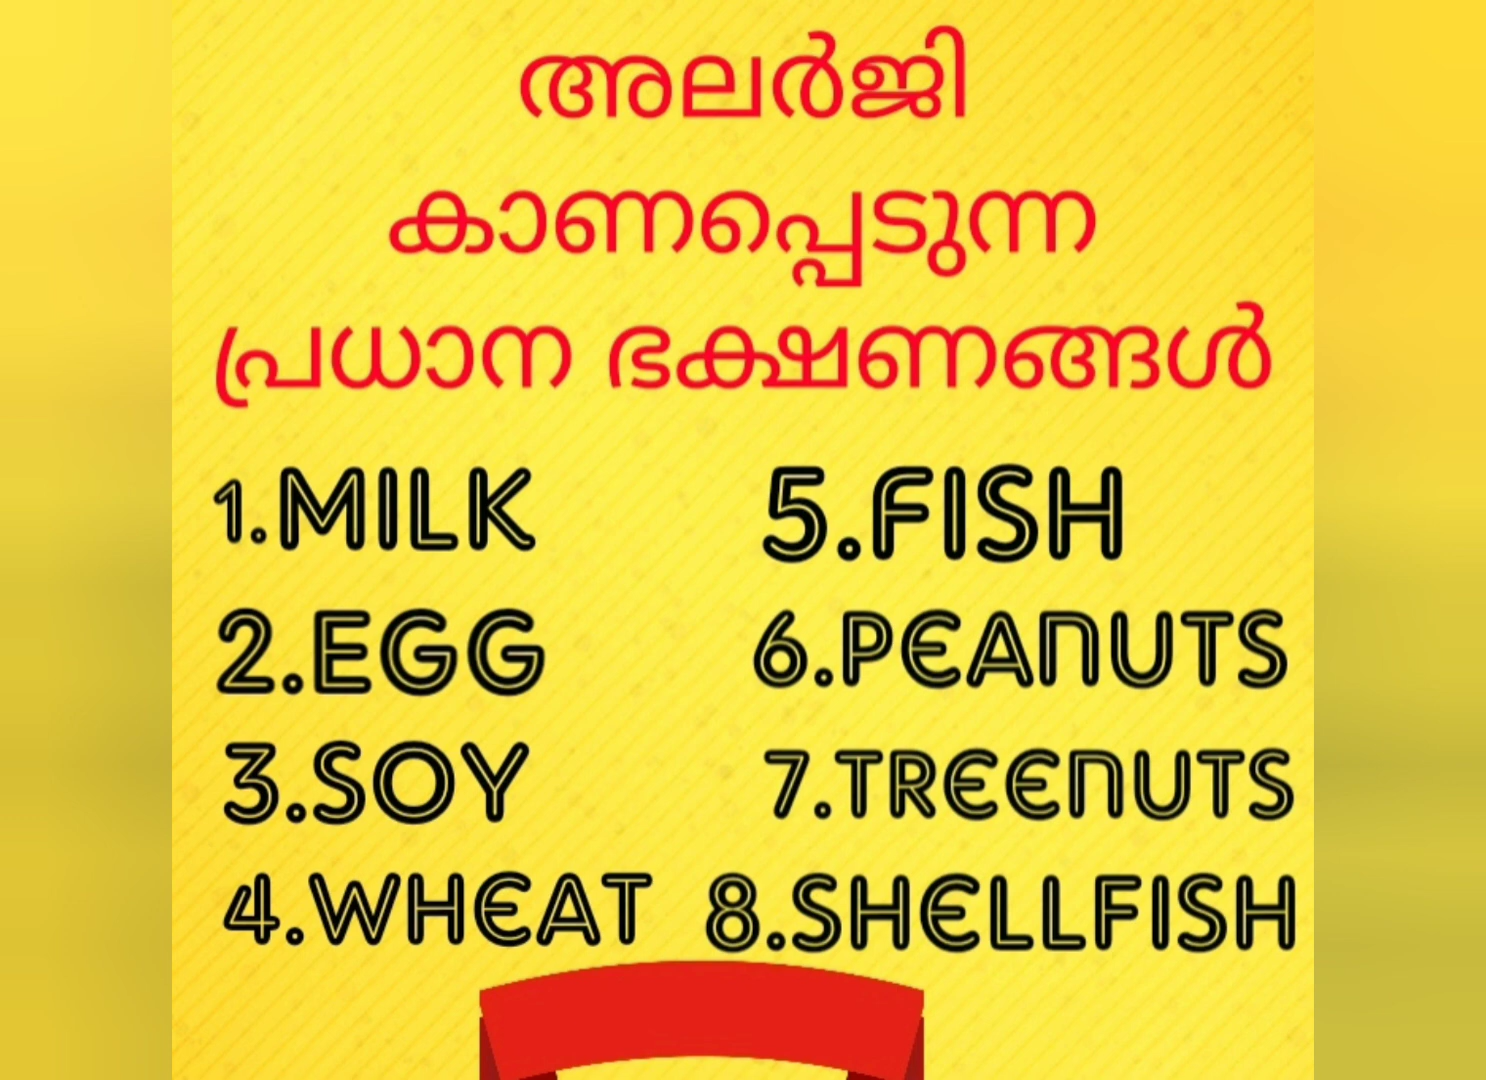 അലർജി
കാണപ്പെടുന്ന
പ്രധാന ഭക്ഷണങ്ങൾ
1.MILK
2.EGG
3.SOY
4.WHEAT
5.FISH
6.PEANUTS
7.TREENUTS
8.SHELLFISH